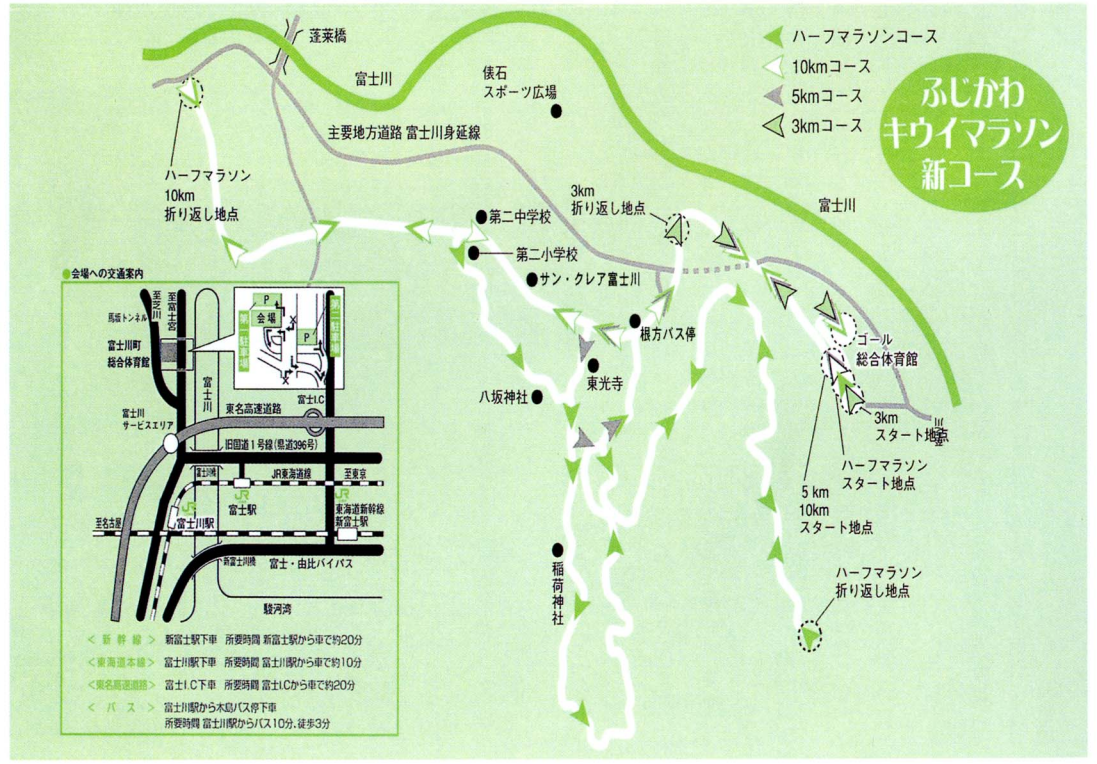 蓬莱橋
富士川
俵石
スポーツ広場
ハーフマラソンコース
10kmコース
5kmコース
3kmコース
ふじかわ
キウイマラソン
新コース
主要地方道路 富士川身延線
ハーフマラソン
10km
折り返し地点
3km
折り返し地点
富士川
第二中学校
第二小学校
サン・クレア富士川
根方バス停
東光寺
八坂神社
稲荷神社
ゴール
総合体育館
3km
スタート地点
ハーフマラソン
スタート地点
5 km
10km
スタート地点
ハーフマラソン
折り返し地点
●会場への交通案内
至芝川
至富士宮
馬坂トンネル
富士川町
総合体育館
富士川
P
会場
第一駐車場
P
富士I.C
東名高速道路
富士川
サービスエリア
旧国道1号線(県道396号)
富士川橋
JR東海道線
至東京
JR
富士駅
JR
東海道新幹線
新富士駅
JR
富士川駅
至名古屋
新富士川橋
富士・由比バイパス
駿河湾
<新幹線> 新富士駅下車 所要時間 新富士駅から車で約20分
<東海道本線> 富士川駅下車 所要時間 富士川駅から車で約10分
<東名高速道路> 富士I.C下車 所要時間 富士I.Cから車で約20分
<バス> 富士川駅から木島バス停下車
所要時間 富士川駅からバス10分、徒歩3分